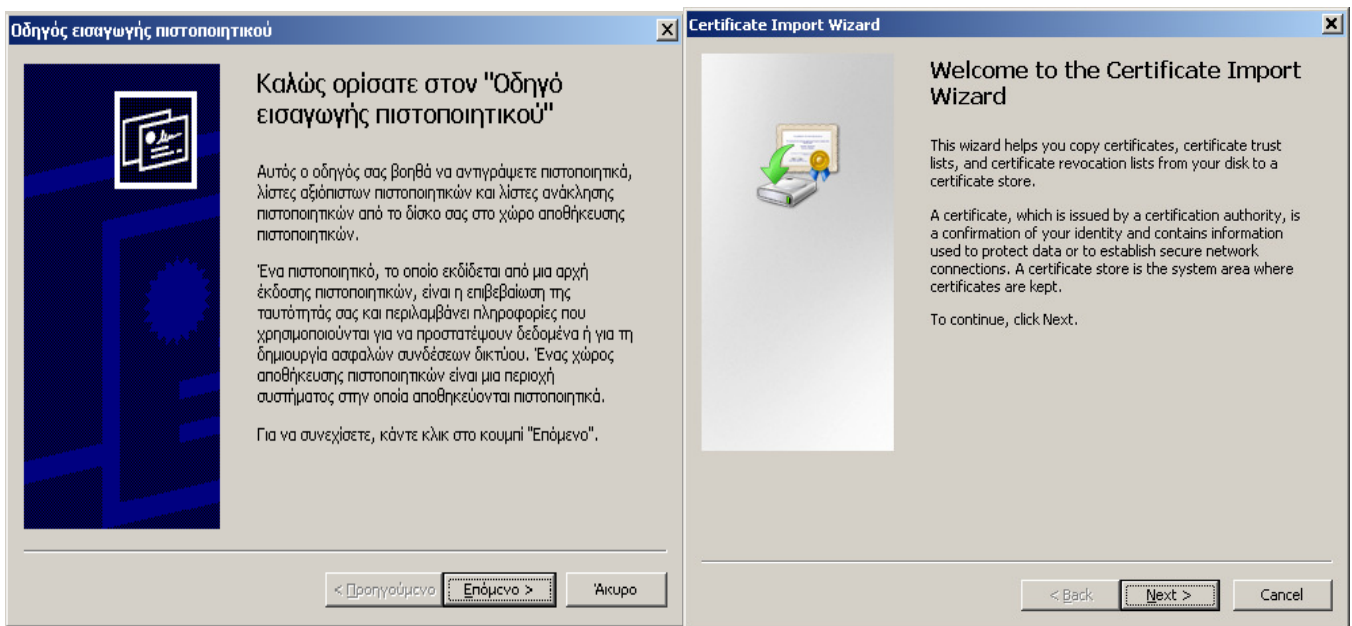 Οδηγός εισαγωγής πιστοποιητικού
Καλώς ορίσατε στον "Οδηγό
εισαγωγής πιστοποιητικού"
Αυτός ο οδηγός σας βοηθά να αντιγράψετε πιστοποιητικά,
λίστες αξιόπιστων πιστοποιητικών και λίστες ανάκλησης
πιστοποιητικών από το δίσκο σας στο χώρο αποθήκευσης
πιστοποιητικών.
Ένα πιστοποιητικό, το οποίο εκδίδεται από μια αρχή
έκδοσης πιστοποιητικών, είναι η επιβεβαίωση της
ταυτότητάς σας και περιλαμβάνει πληροφορίες που
χρησιμοποιούνται για να προστατέψουν δεδομένα ή για τη
δημιουργία ασφαλών συνδέσεων δικτύου. Ένας χώρος
αποθήκευσης πιστοποιητικών είναι μια περιοχή
συστήματος στην οποία αποθηκεύονται πιστοποιητικά.
Για να συνεχίσετε, κάντε κλικ στο κουμπί "Επόμενο".
< Προηγούμενο Επόμενο > Άκυρο
Certificate Import Wizard
Welcome to the Certificate Import
Wizard
This wizard helps you copy certificates, certificate trust
lists, and certificate revocation lists from your disk to a
certificate store.
A certificate, which is issued by a certification authority, is
a confirmation of your identity and contains information
used to protect data or to establish secure network
connections. A certificate store is the system area where
certificates are kept.
To continue, click Next.
< Back Next > Cancel